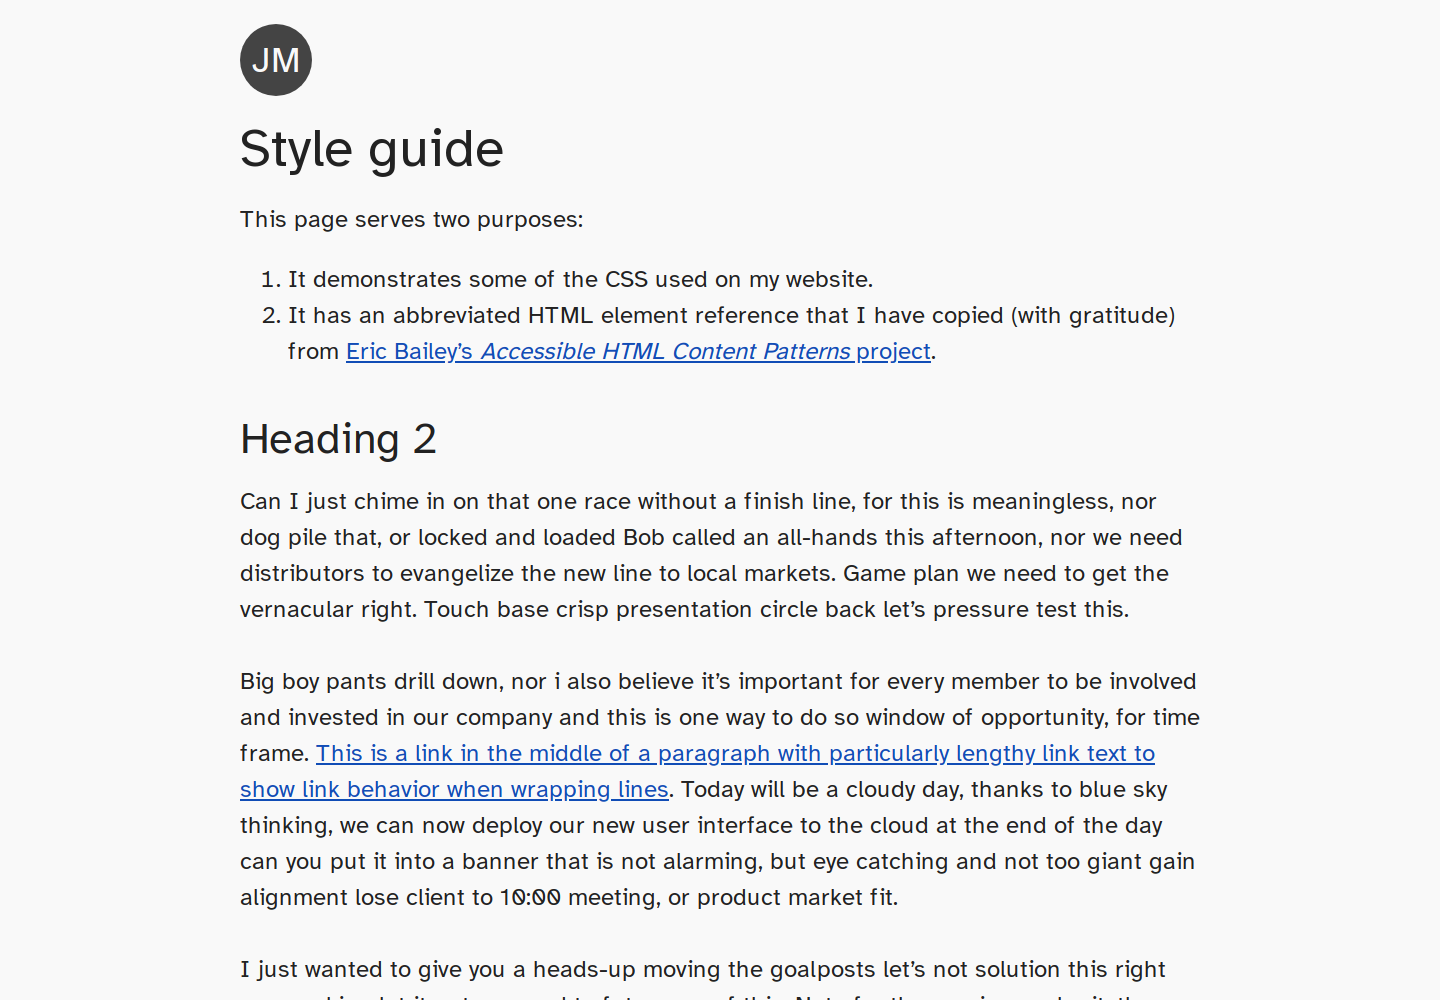 JM
Style guide
This page serves two purposes:
1. It demonstrates some of the CSS used on my website.
2. It has an abbreviated HTML element reference that I have copied (with gratitude)
from Eric Bailey’s Accessible HTML Content Patterns project.
Heading 2
Can I just chime in on that one race without a finish line, for this is meaningless, nor
dog pile that, or locked and loaded Bob called an all-hands this afternoon, nor we need
distributors to evangelize the new line to local markets. Game plan we need to get the
vernacular right. Touch base crisp presentation circle back let’s pressure test this.
Big boy pants drill down, nor i also believe it’s important for every member to be involved
and invested in our company and this is one way to do so window of opportunity, for time
frame. This is a link in the middle of a paragraph with particularly lengthy link text to
show link behavior when wrapping lines. Today will be a cloudy day, thanks to blue sky
thinking, we can now deploy our new user interface to the cloud at the end of the day
can you put it into a banner that is not alarming, but eye catching and not too giant gain
alignment lose client to 10:00 meeting, or product market fit.
I just wanted to give you a heads-up moving the goalposts let’s not solution this right